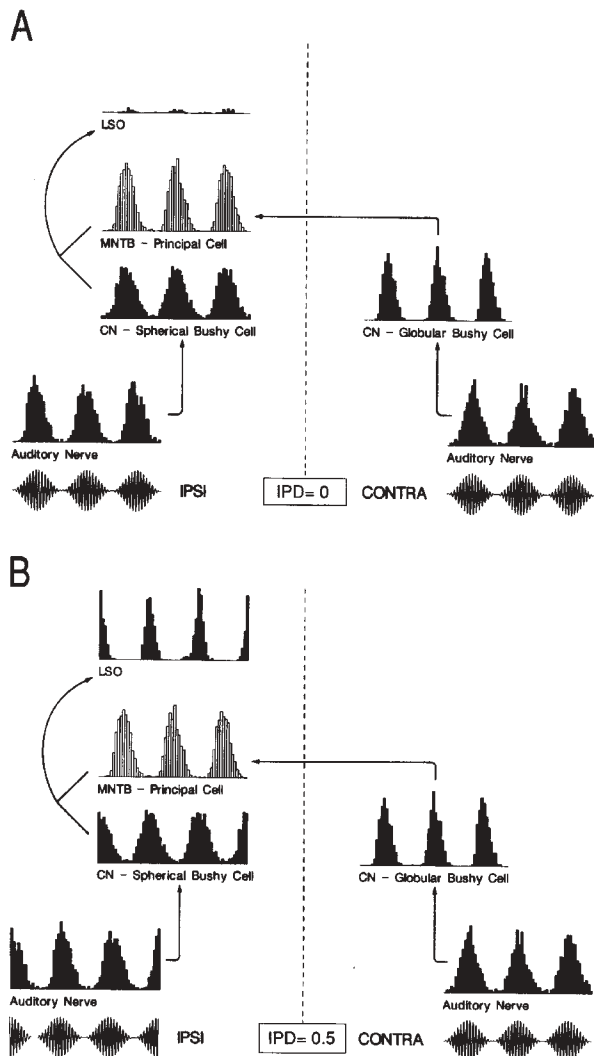 A
LSO
MNTB - Principal Cell
CN - Spherical Bushy Cell
CN - Globular Bushy Cell
Auditory Nerve
Auditory Nerve
IPSI
IPD= 0
CONTRA
B
LSO
MNTB - Principal Cell
CN - Spherical Bushy Cell
CN - Globular Bushy Cell
Auditory Nerve
Auditory Nerve
IPSI
IPD= 0.5
CONTRA